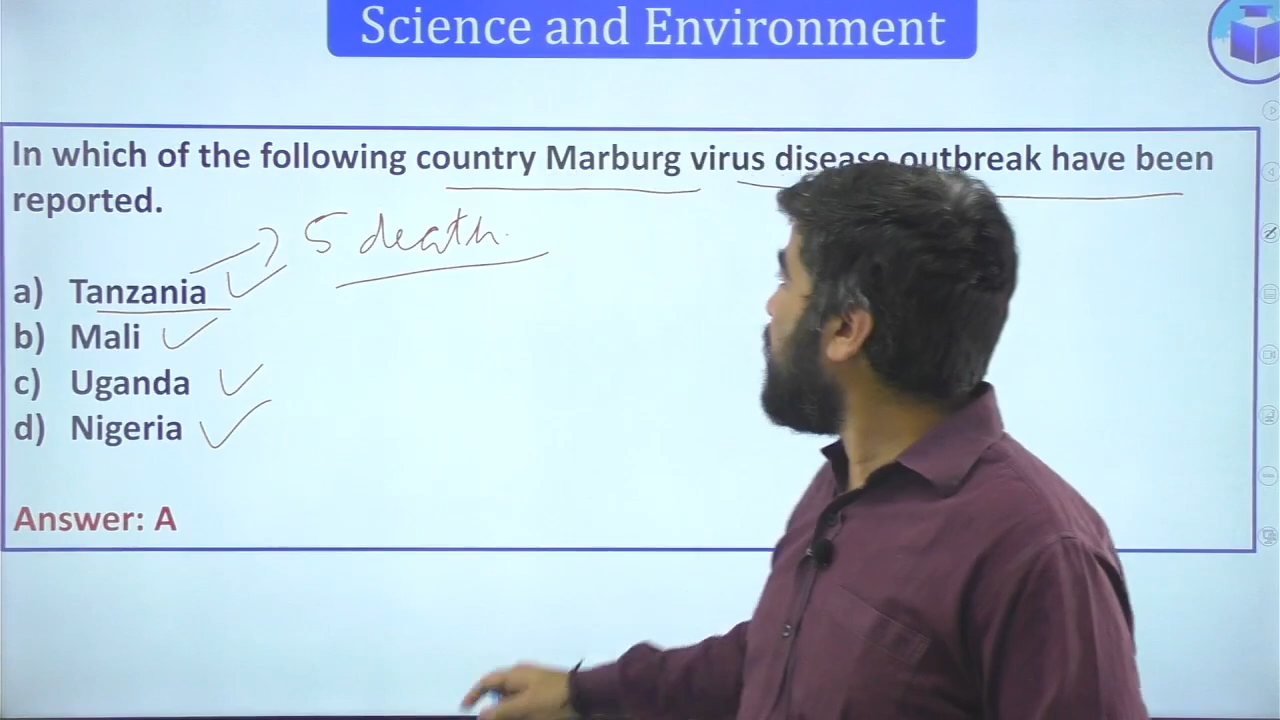 Science and Environment
In which of the following country Marburg virus disease outbreak have been
reported.
5 death.
a) Tanzania
b) Mali
c) Uganda
d) Nigeria
Answer: A